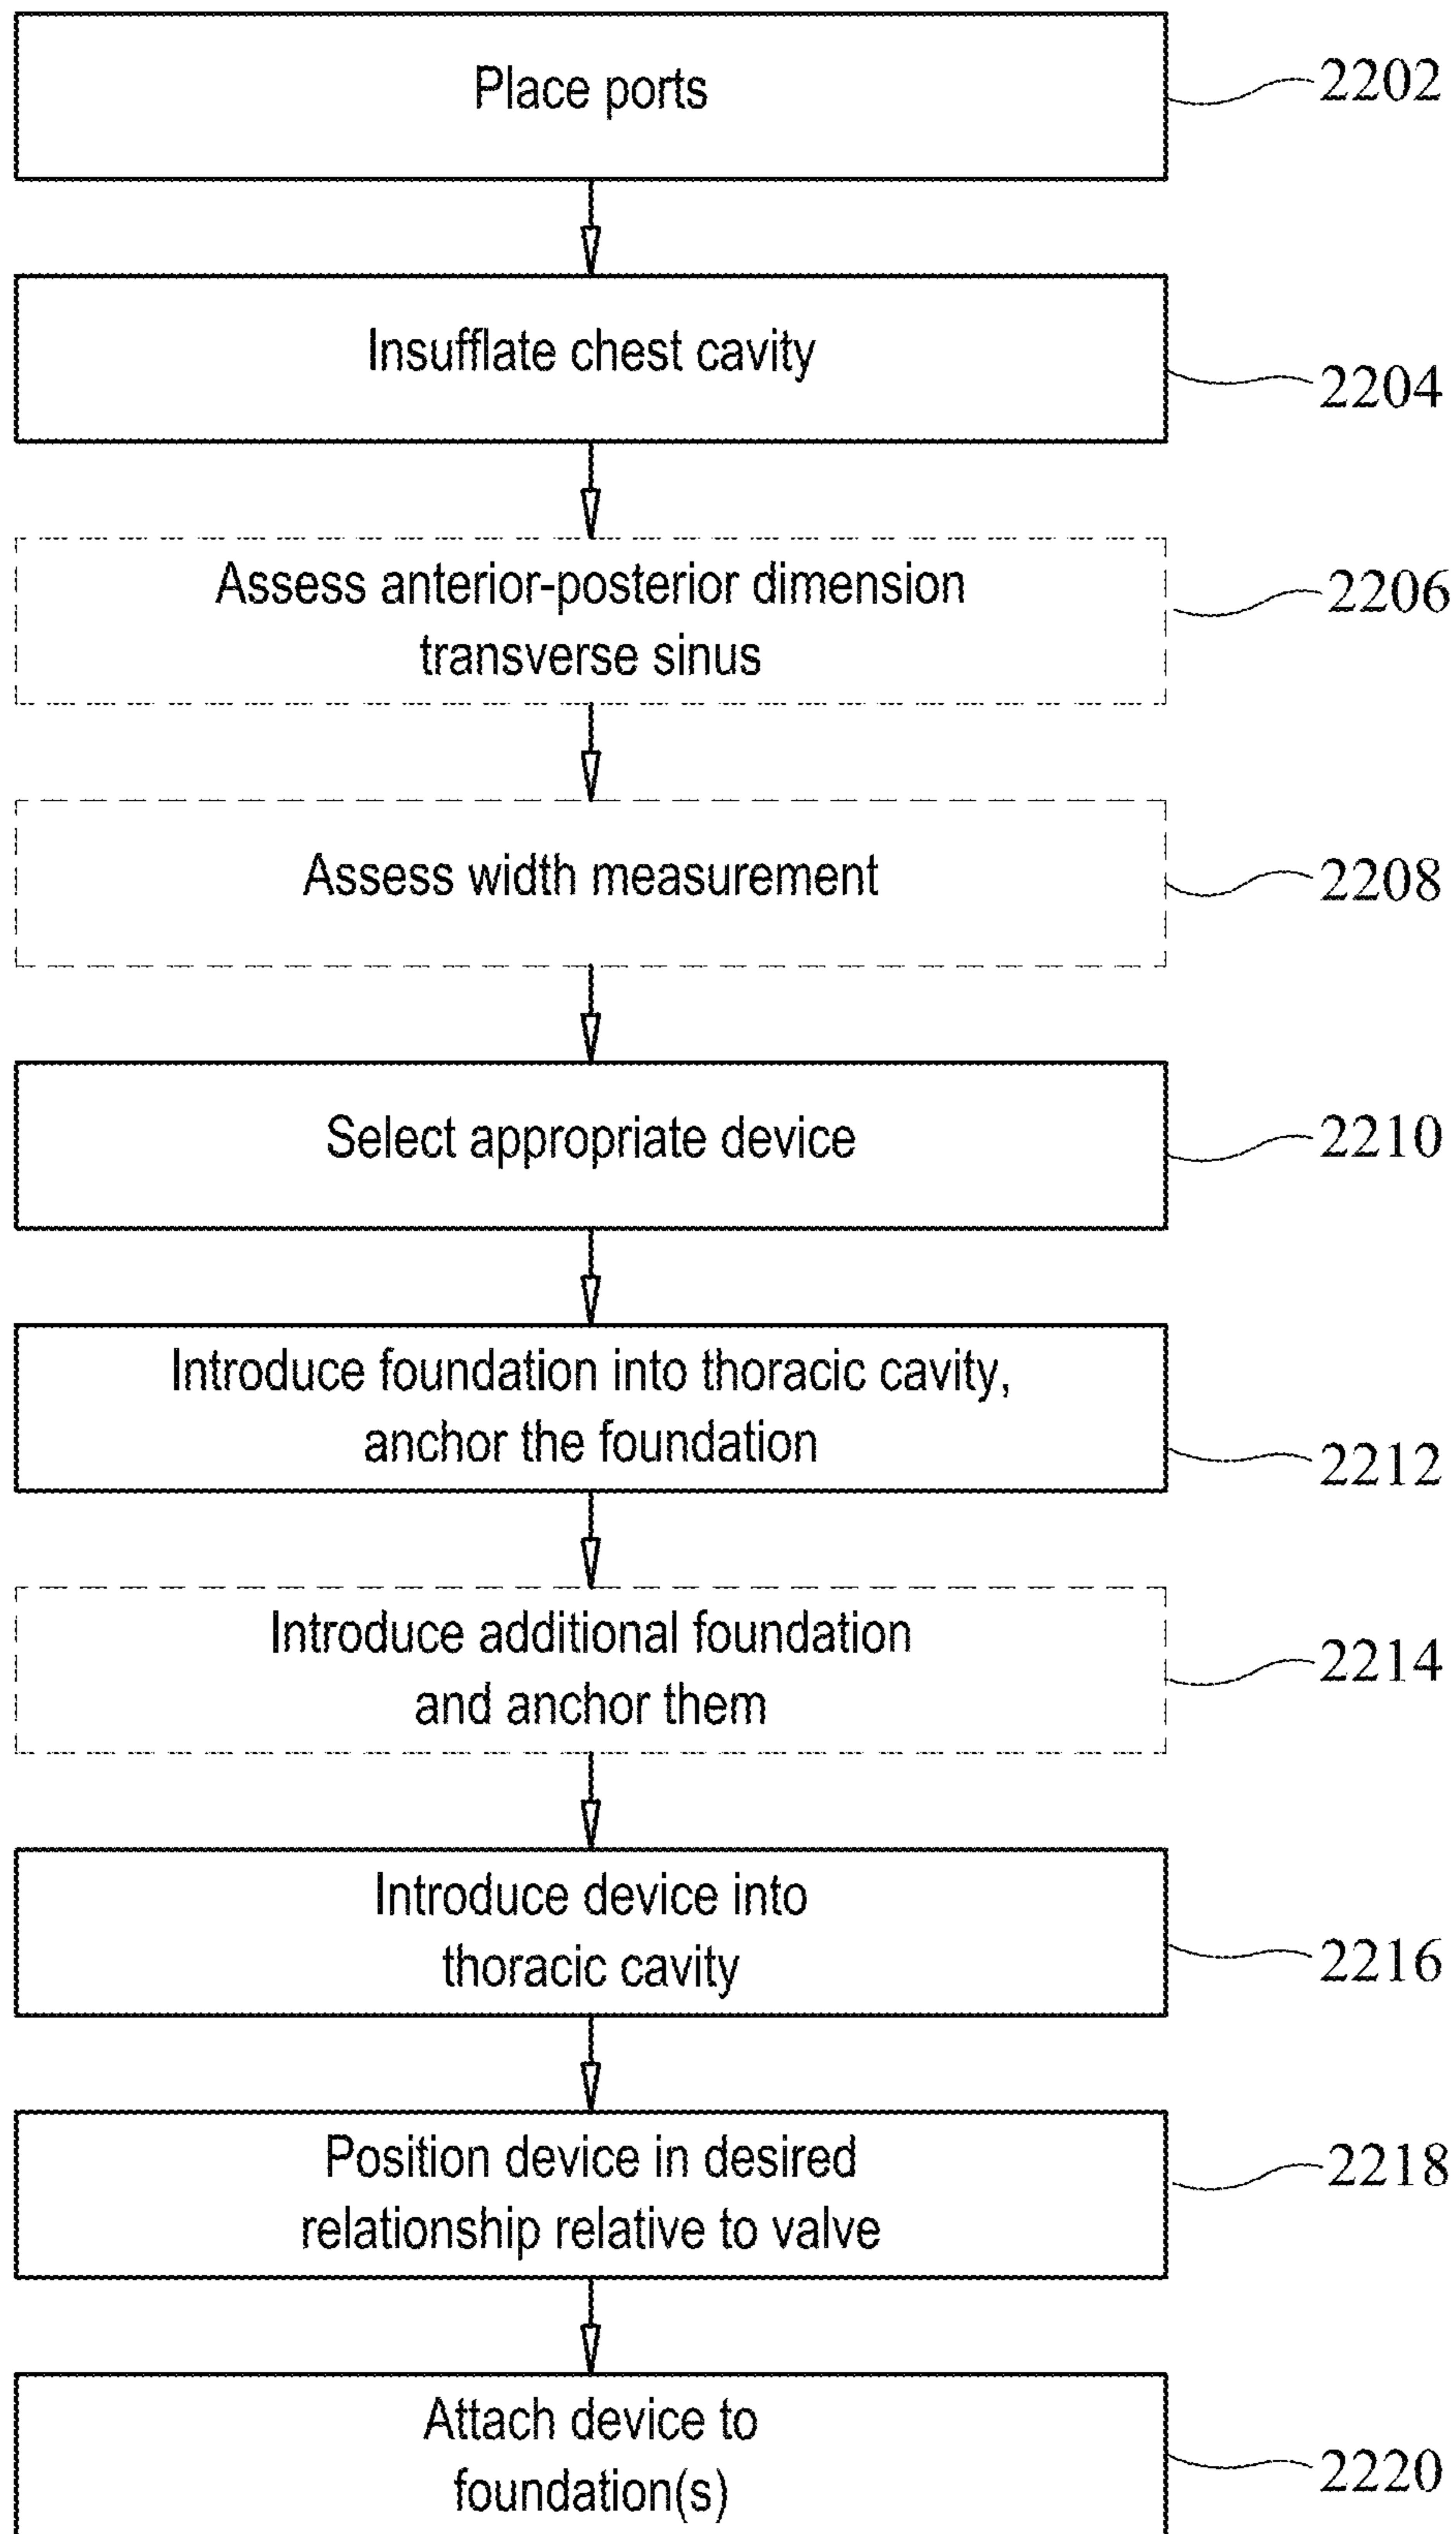 Place ports
2202
Insufflate chest cavity
2204
Assess anterior-posterior dimension
transverse sinus
2206
Assess width measurement
2208
Select appropriate device
2210
Introduce foundation into thoracic cavity,
anchor the foundation
2212
Introduce additional foundation
and anchor them
2214
Introduce device into
thoracic cavity
2216
Position device in desired
relationship relative to valve
2218
Attach device to
foundation(s)
2220